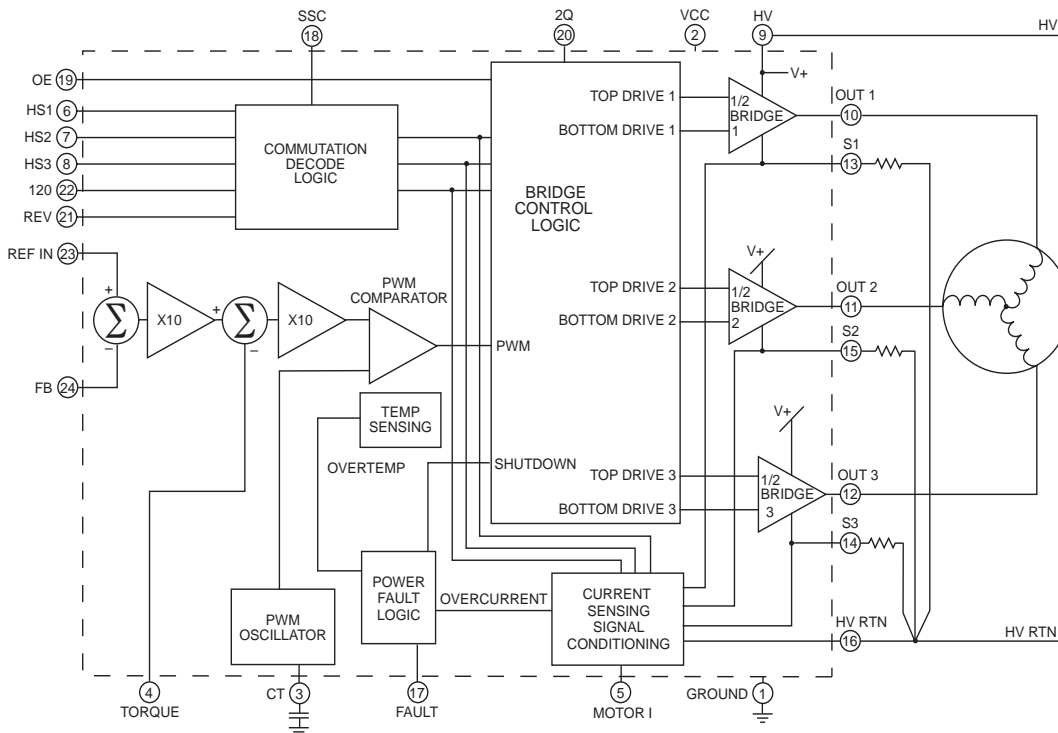 SSC
18
2Q
20
VCC
2
HV
9
HV
OE 19
HS1 6
HS2 7
HS3 8
120 22
REV 21
COMMUTATION
DECODE
LOGIC
BRIDGE
CONTROL
LOGIC
TOP DRIVE 1
BOTTOM DRIVE 1
V+
1/2
BRIDGE
1
OUT 1
10
S1
13
REF IN
23
+
Σ
−
X10
+
Σ
−
X10
PWM
COMPARATOR
PWM
FB 24
TOP DRIVE 2
BOTTOM DRIVE 2
V+
1/2
BRIDGE
2
OUT 2
11
S2
15
TEMP
SENSING
OVERTEMP
SHUTDOWN
TOP DRIVE 3
BOTTOM DRIVE 3
V+
1/2
BRIDGE
3
OUT 3
12
S3
14
PWM
OSCILLATOR
POWER
FAULT
LOGIC
OVERCURRENT
CURRENT
SENSING
SIGNAL
CONDITIONING
HV RTN
16
HV RTN
4
TORQUE
CT 3
17
FAULT
5
MOTOR I
GROUND 1